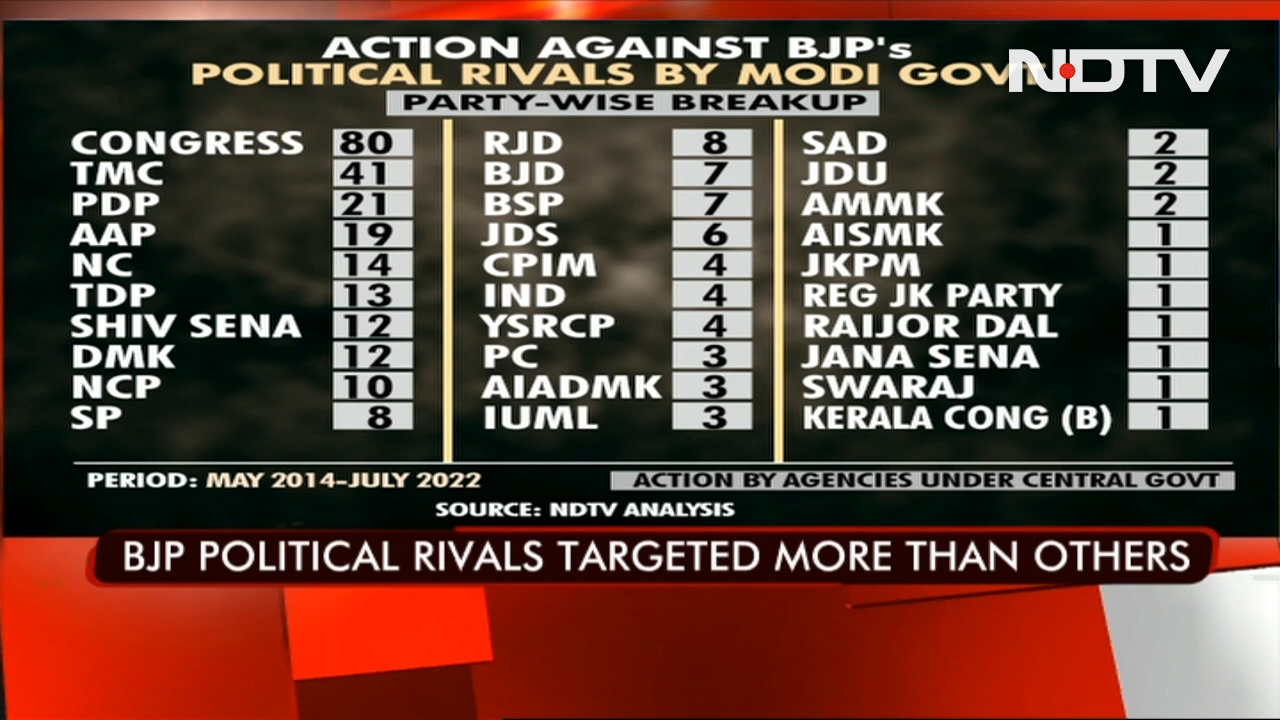 ACTION AGAINST BJP's
POLITICAL RIVALS BY MODI GOVT
NDTV
PARTY-WISE BREAKUP
CONGRESS 80
TMC 41
PDP 21
AAP 19
NC 14
TDP 13
SHIV SENA 12
DMK 12
NCP 10
SP 8
RJD 8
BJD 7
BSP 7
JDS 6
CPIM 4
IND 4
YSRCP 4
PC 3
AIADMK 3
IUML 3
SAD 2
JDU 2
AMMK 2
AISMK 1
JKPM 1
REG JK PARTY 1
RAIJOR DAL 1
JANA SENA 1
SWARAJ 1
KERALA CONG (B) 1
PERIOD: MAY 2014-JULY 2022
ACTION BY AGENCIES UNDER CENTRAL GOVT
SOURCE: NDTV ANALYSIS
BJP POLITICAL RIVALS TARGETED MORE THAN OTHERS